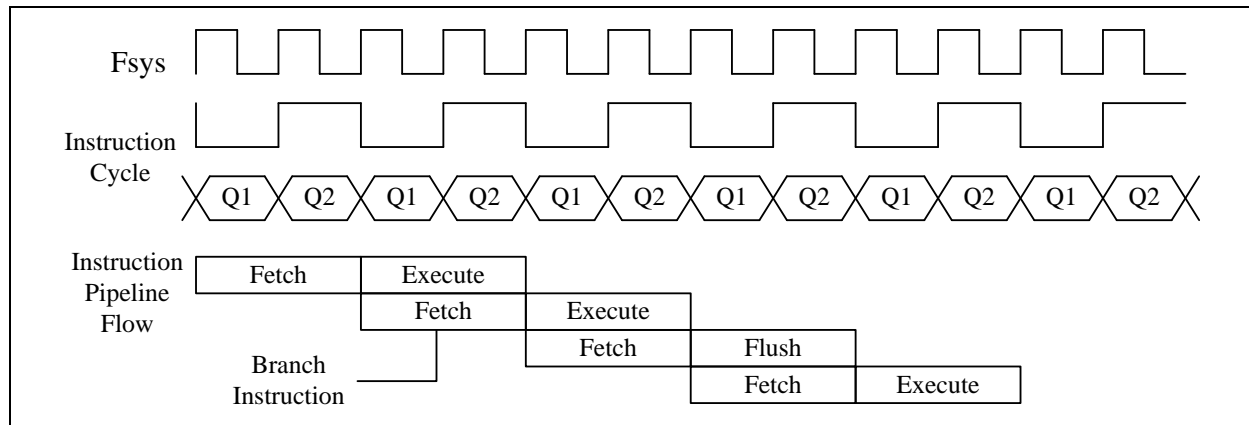 Fsys
Instruction
Cycle
Q1 Q2 Q1 Q2 Q1 Q2 Q1 Q2 Q1 Q2 Q1 Q2
Instruction
Pipeline
Flow
Fetch Execute
Fetch Execute
Fetch Flush
Fetch Execute
Branch
Instruction